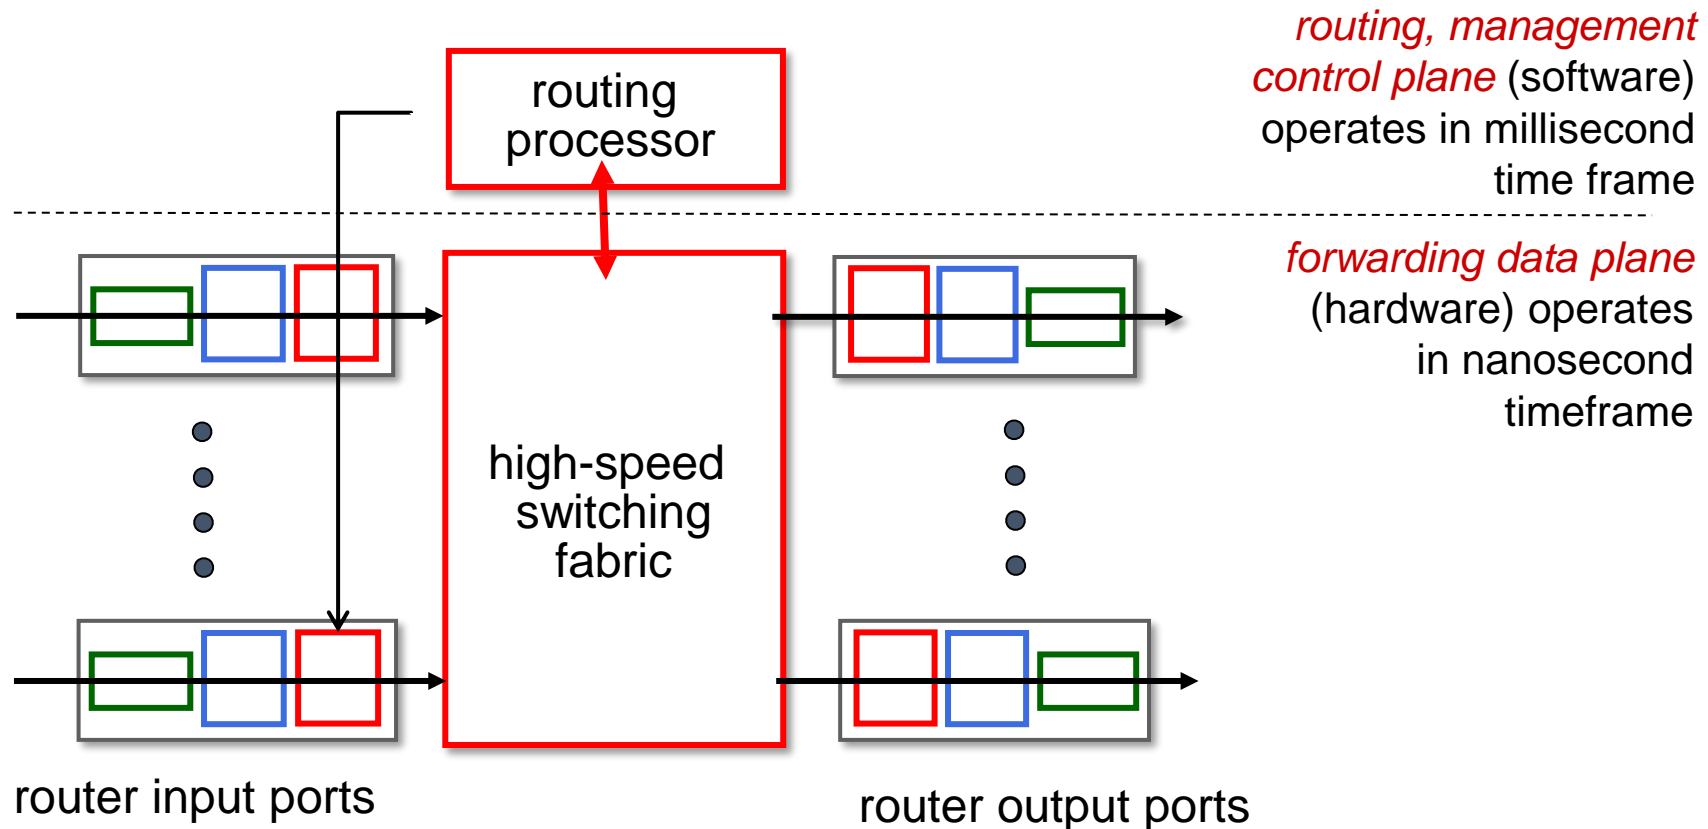 routing, management
control plane (software)
operates in millisecond
time frame
routing
processor
forwarding data plane
(hardware) operates
in nanosecond
timeframe
high-speed
switching
fabric
router input ports
router output ports